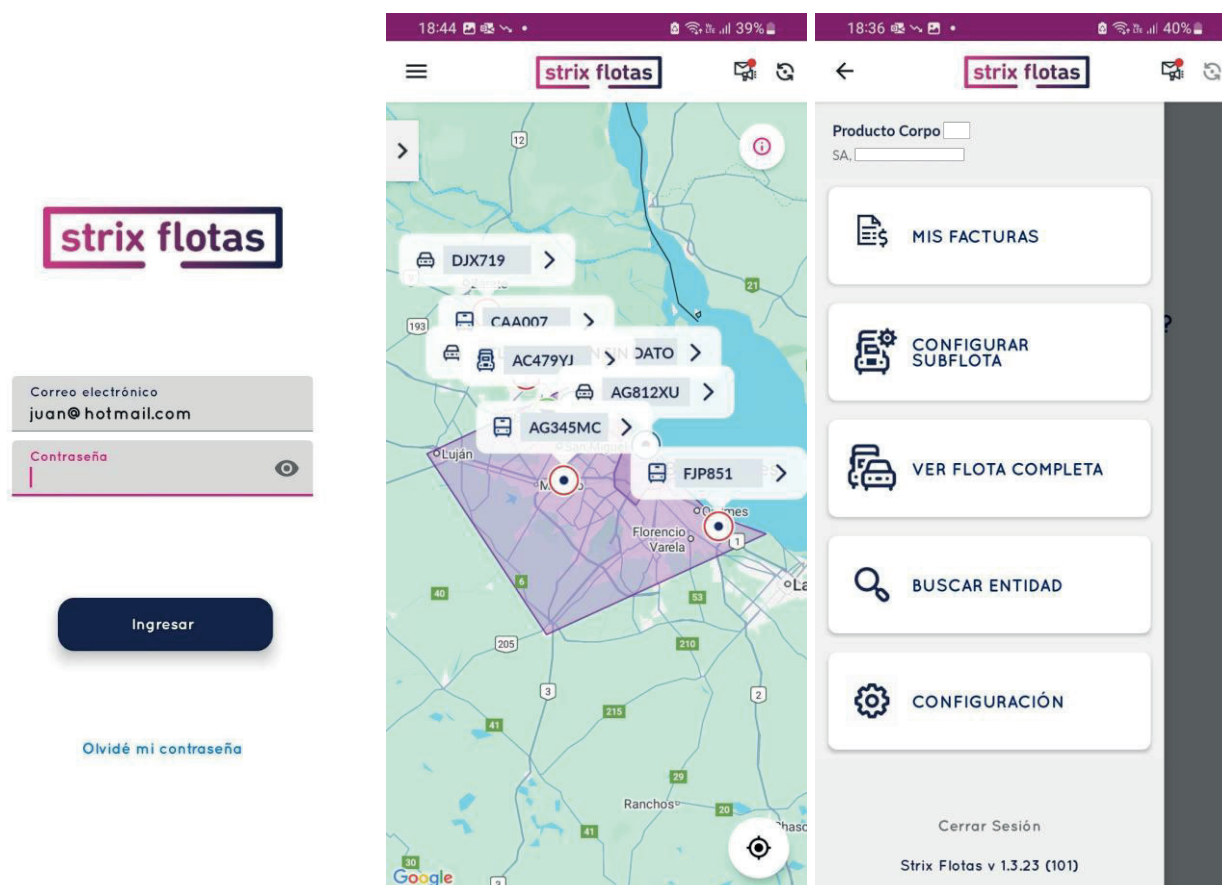 strix flotas
Correo electrónico
juan@hotmail.com
Contraseña
Ingresar
Olvidé mi contraseña
18:44
39%
strix flotas
12
DJX719
21
193
CAA007
DATO
AC479YJ
AG812XU
AG345MC
Luján
FJP851
Florencio
Varela
1
6
40
53
205
210
3
2
215
41
29
Ranchos
20
41
30
Google
18:36
40%
strix flotas
Producto Corpo
SA,
MIS FACTURAS
?
CONFIGURAR
SUBFLOTA
VER FLOTA COMPLETA
BUSCAR ENTIDAD
CONFIGURACIÓN
Cerrar Sesión
Strix Flotas v 1.3.23 (101)